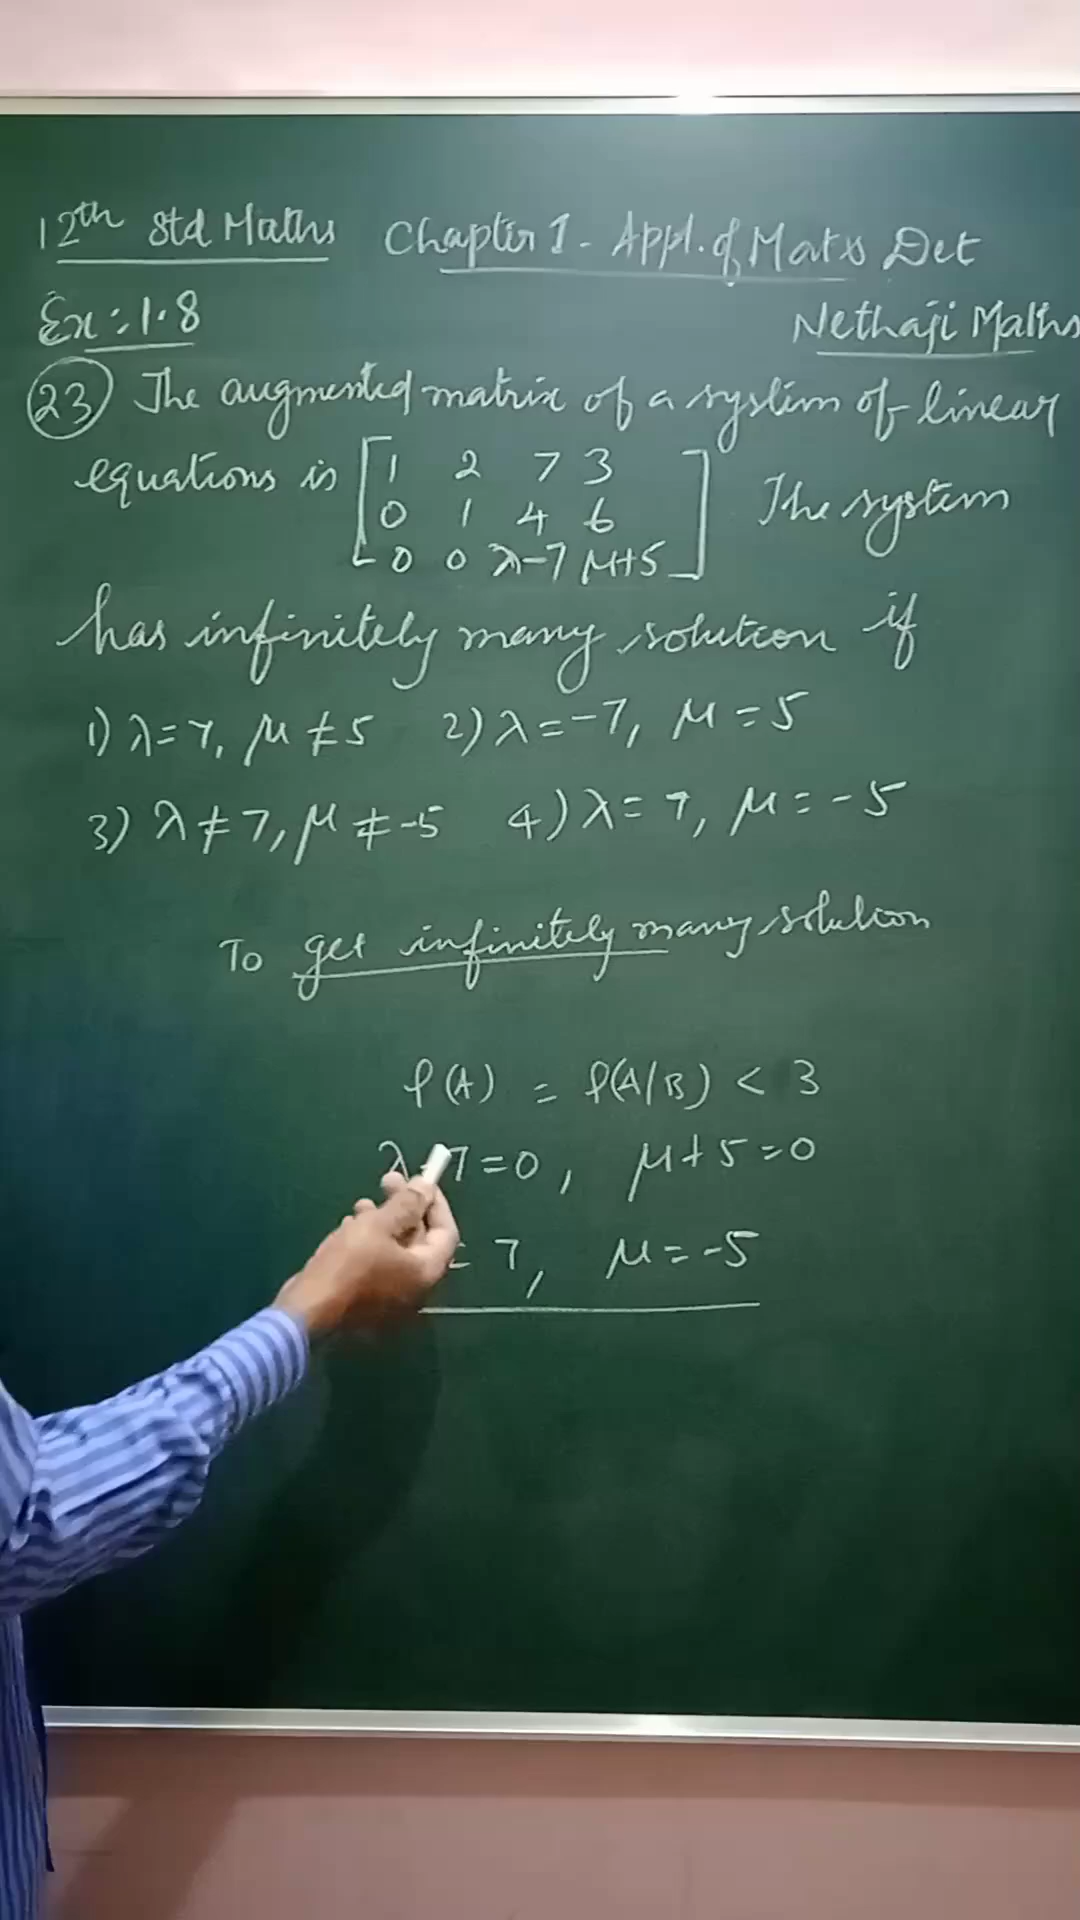 12th Std Maths Chapter 1 - Appl. of Matx Det
Ex: 1.8 Nethaji Maths
23 The augmented matrix of a system of linear
equations is [1 2 7 3 The system
0 1 4 6
0 0 λ-7 μ+5]
has infinitely many solution if
1) λ=7, μ≠5 2) λ=-7, μ=5
3) λ≠7, μ≠-5 4) λ=7, μ=-5
To get infinitely many solution
ρ(A) = ρ(A/B) < 3
λ-7=0, μ+5=0
= 7, μ=-5